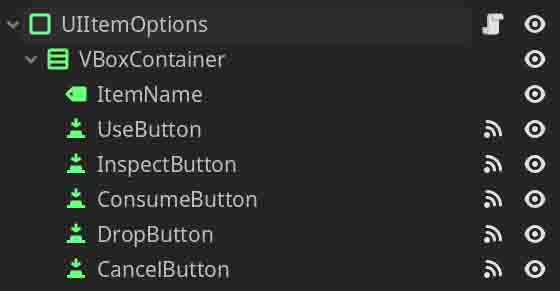 UIItemOptions
VBoxContainer
ItemName
UseButton
InspectButton
ConsumeButton
DropButton
CancelButton